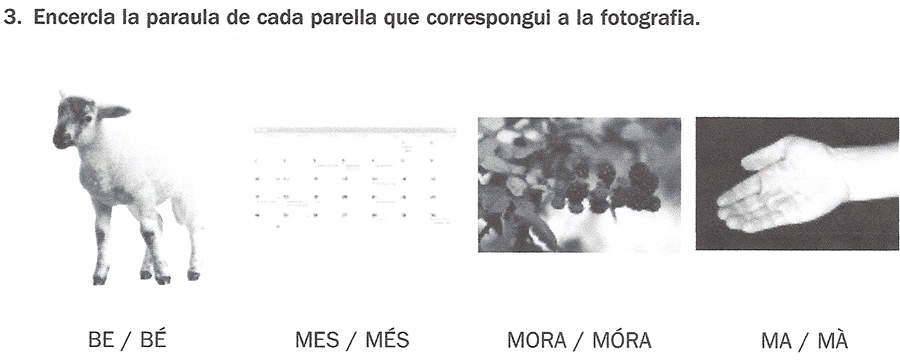 3. Encercla la paraula de cada parella que correspongui a la fotografia.
BE / BÉ
MES / MÉS
MORA / MÓRA
MA / MÀ